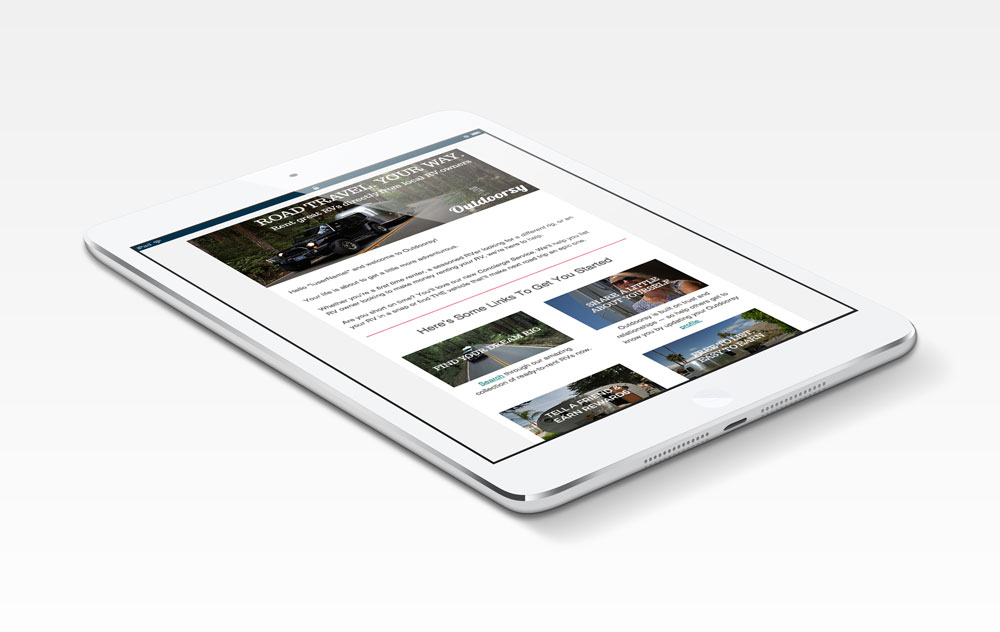 iPad
ROAD TRAVEL. YOUR WAY.
Rent great RVs directly from local RV owners
Outdoorsy
Hello "[userName]" and welcome to Outdoorsy!
Your life is about to get a little more adventurous.
Whether you're a first time renter, a seasoned RVer looking for a different rig, or an
RV owner looking to make money renting your RV, we're here to help.
Are you short on time? You'll love our new Concierge Service. We'll help you list
your RV in a snap or find THE vehicle that'll make next road trip an epic one.
Here's Some Links To Get You Started
FIND YOUR DREAM RIG
Search through our amazing
collection of ready-to-rent RVs now.
SHARE A LITTLE
ABOUT YOURSELF
Outdoorsy is built on trust and
relationships — so help others get to
know you by updating your Outdoorsy
profile.
TELL A FRIEND &
EARN REWARDS
FREE TO LIST
EASY TO EARN